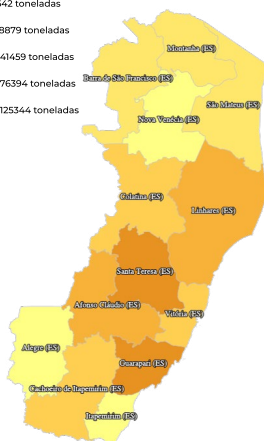 642 toneladas
8879 toneladas
41459 toneladas
76394 toneladas
125344 toneladas
Montanha (ES)
Barra de São Francisco (ES)
São Mateus (ES)
Nova Venécia (ES)
Colatina (ES)
Linhares (ES)
Santa Teresa (ES)
Afonso Cláudio (ES)
Vitória (ES)
Alegre (ES)
Guarapari (ES)
Cachoeiro de Itapemirim (ES)
Itapemirim (ES)